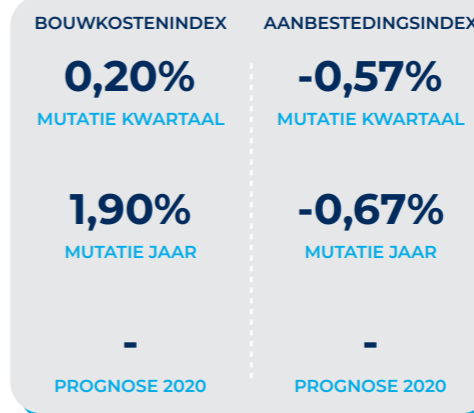 BOUWKOSTENINDEX
0,20%
MUTATIE KWARTAAL
1,90%
MUTATIE JAAR
-
PROGNOSE 2020
AANBESTEDINGSINDEX
-0,57%
MUTATIE KWARTAAL
-0,67%
MUTATIE JAAR
-
PROGNOSE 2020